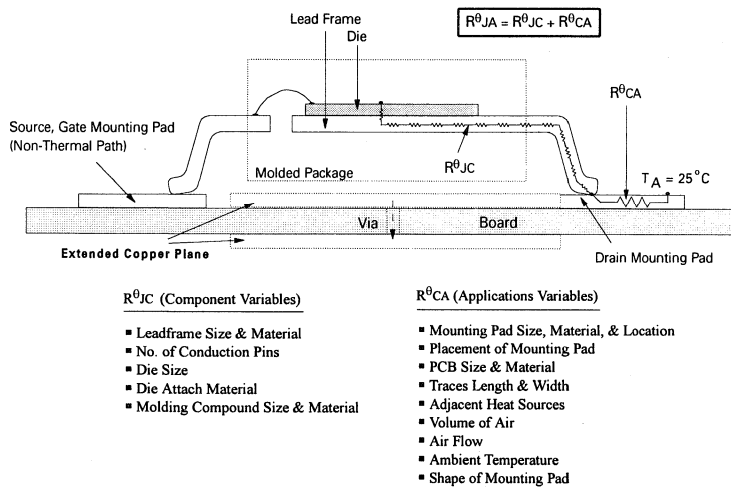 Lead Frame
Die
RθJA = RθJC + RθCA
RθCA
Source, Gate Mounting Pad
(Non-Thermal Path)
RθJC
Molded Package
TA = 25°C
Via
Board
Extended Copper Plane
Drain Mounting Pad
RθJC (Component Variables)
▪ Leadframe Size & Material
▪ No. of Conduction Pins
▪ Die Size
▪ Die Attach Material
▪ Molding Compound Size & Material
RθCA (Applications Variables)
▪ Mounting Pad Size, Material, & Location
▪ Placement of Mounting Pad
▪ PCB Size & Material
▪ Traces Length & Width
▪ Adjacent Heat Sources
▪ Volume of Air
▪ Air Flow
▪ Ambient Temperature
▪ Shape of Mounting Pad